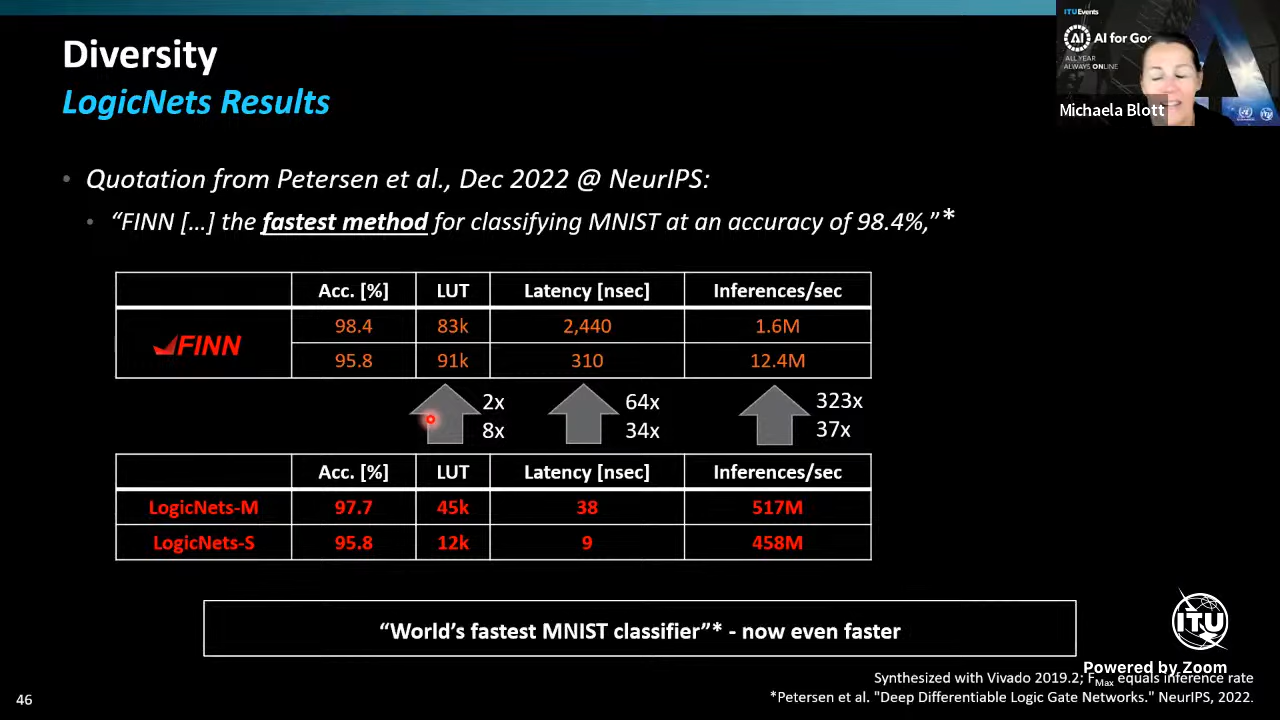 Diversity
LogicNets Results
ITUEvents
AI AI for Goo
ALL YEAR
ALWAYS ONLINE
Michaela Blott
• Quotation from Petersen et al., Dec 2022 @ NeurIPS:
• “FINN [...] the fastest method for classifying MNIST at an accuracy of 98.4%,”*
Acc. [%] LUT Latency [nsec] Inferences/sec
FINN
98.4 83k 2,440 1.6M
95.8 91k 310 12.4M
2x 64x 323x
8x 34x 37x
Acc. [%] LUT Latency [nsec] Inferences/sec
LogicNets-M 97.7 45k 38 517M
LogicNets-S 95.8 12k 9 458M
“World’s fastest MNIST classifier”* - now even faster
ITU
Powered by Zoom
Synthesized with Vivado 2019.2; FMax equals inference rate
*Petersen et al. "Deep Differentiable Logic Gate Networks." NeurIPS, 2022.
46